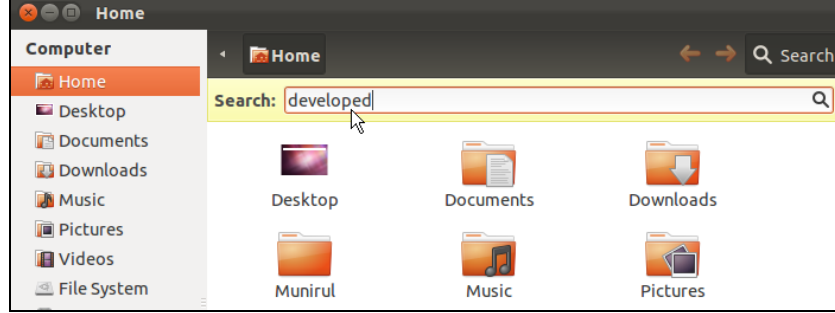 Home
Computer
Home
Search
Home
Search: developed
Desktop
Documents
Downloads
Music
Pictures
Videos
File System
Desktop Documents Downloads
Munirul Music Pictures